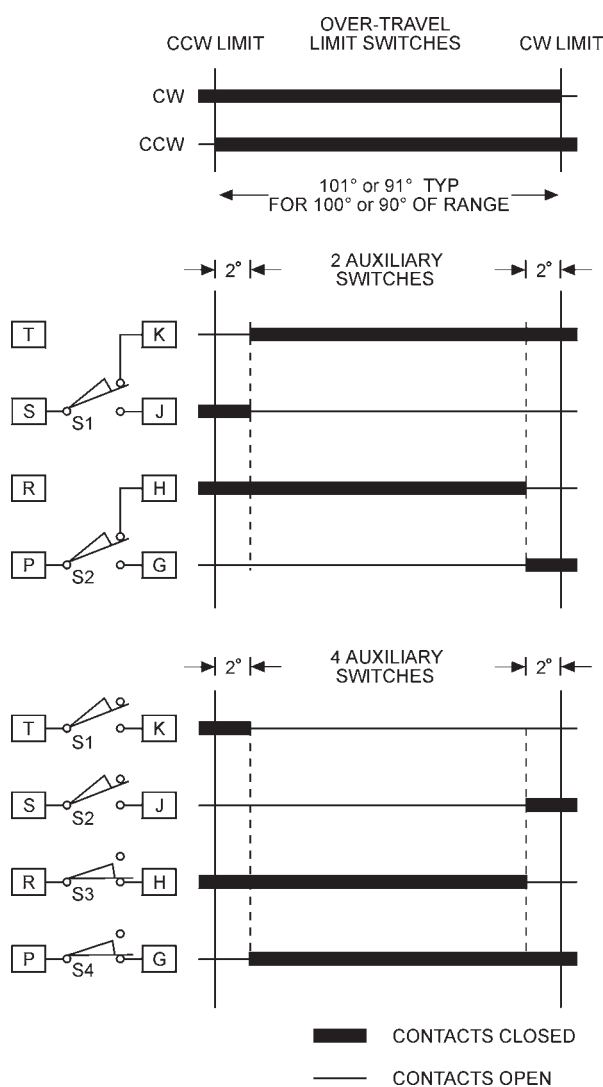 OVER-TRAVEL
CCW LIMIT LIMIT SWITCHES CW LIMIT
CW
CCW
101° or 91° TYP
FOR 100° or 90° OF RANGE
2° 2 AUXILIARY 2°
SWITCHES
T K
S S1 J
R H
P S2 G
2° 4 AUXILIARY 2°
SWITCHES
T S1 K
S S2 J
R S3 H
P S4 G
CONTACTS CLOSED
CONTACTS OPEN